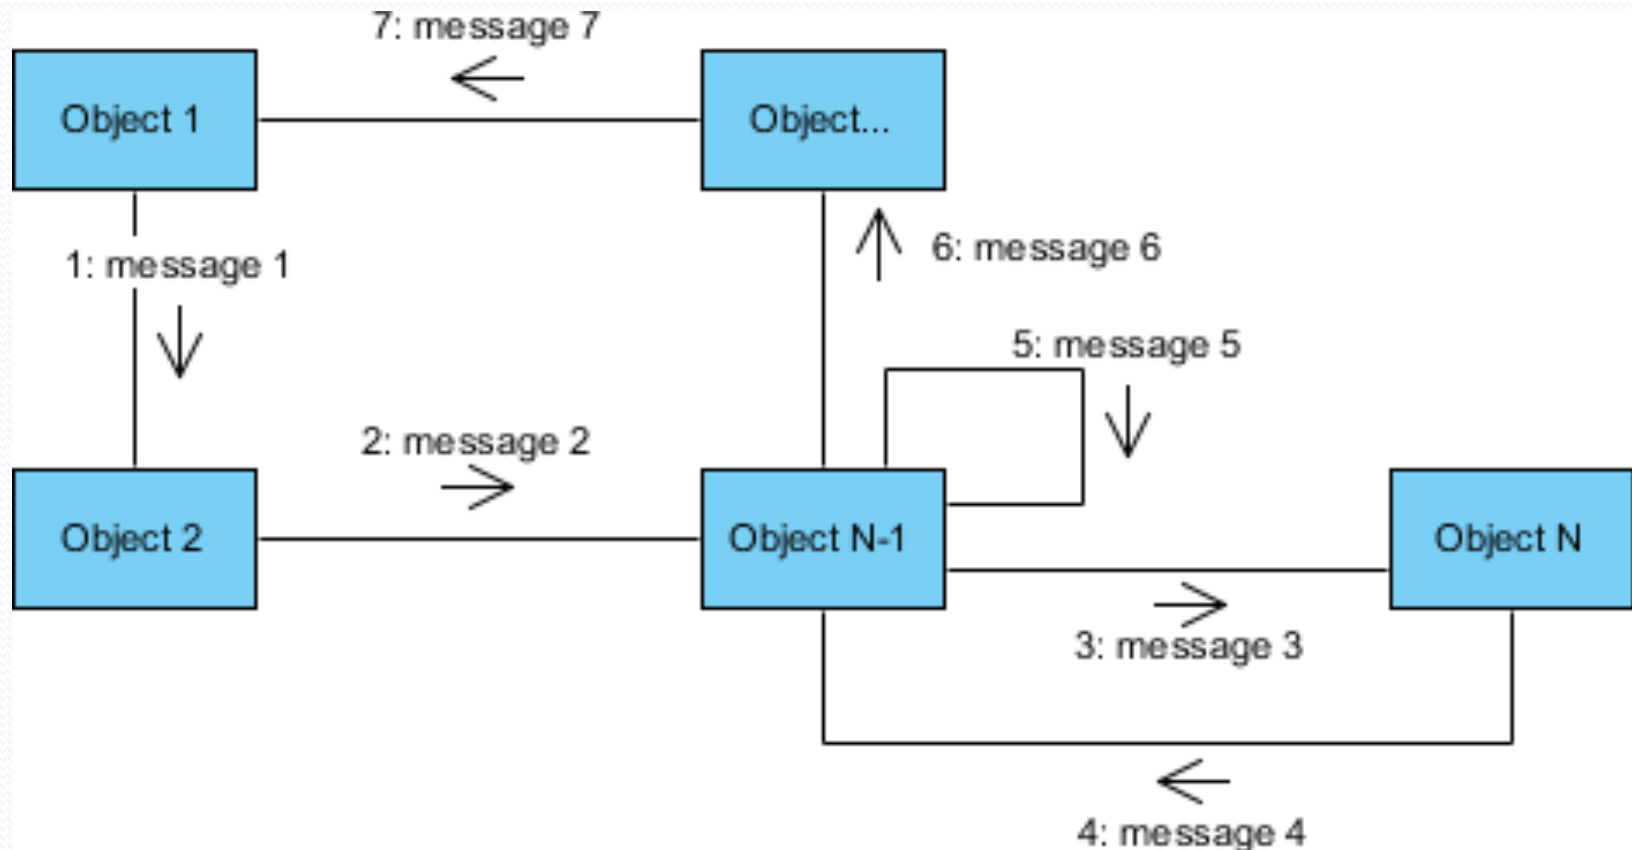 7: message 7
Object 1
Object...
1: message 1
6: message 6
5: message 5
2: message 2
Object 2
Object N-1
Object N
3: message 3
4: message 4